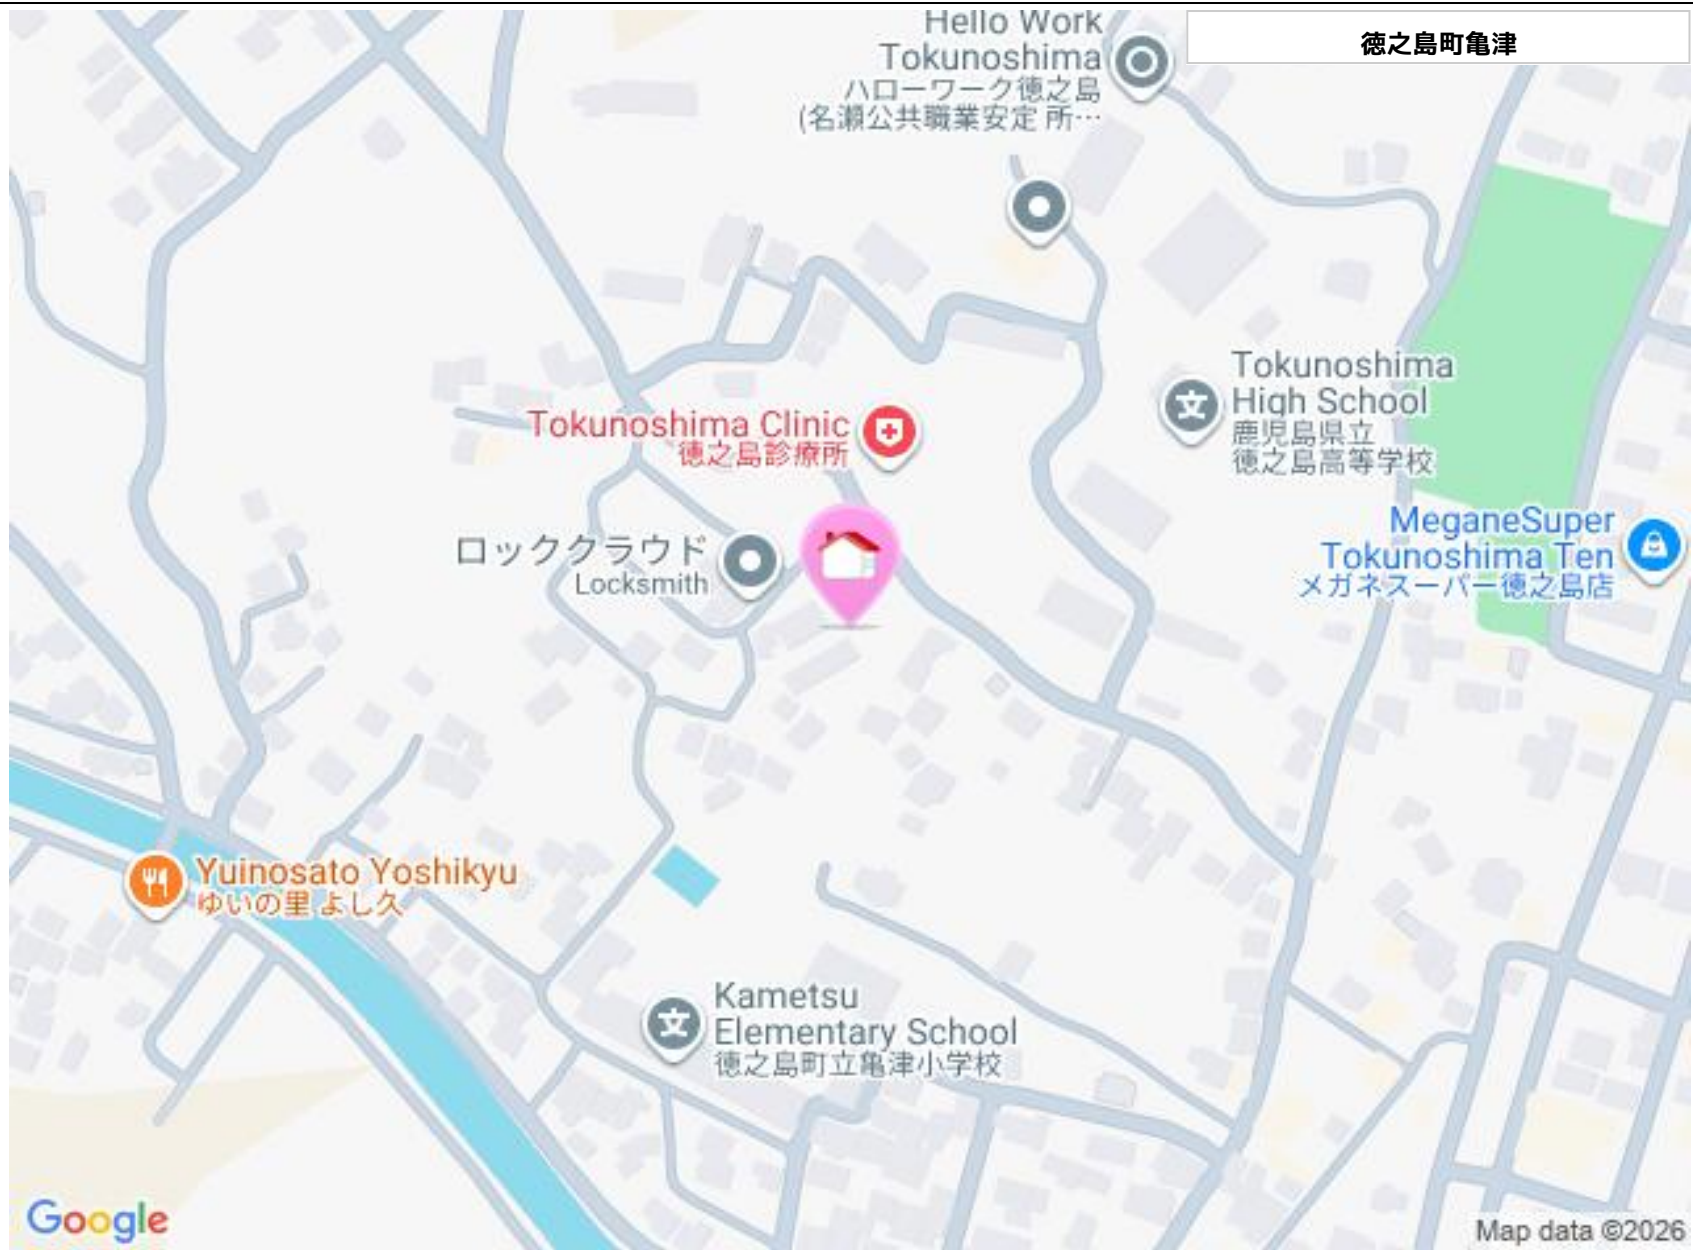 Hello Work
Tokunoshima
ハローワーク徳之島
(名瀬公共職業安定 所…
徳之島町亀津
Tokunoshima
High School
鹿児島県立
徳之島高等学校
Tokunoshima Clinic
徳之島診療所
MeganeSuper
Tokunoshima Ten
メガネスーパー徳之島店
ロッククラウド
Locksmith
Yuinosato Yoshikyu
ゆいの里 よし久
Kametsu
Elementary School
徳之島町立亀津小学校
Google
Map data ©2026